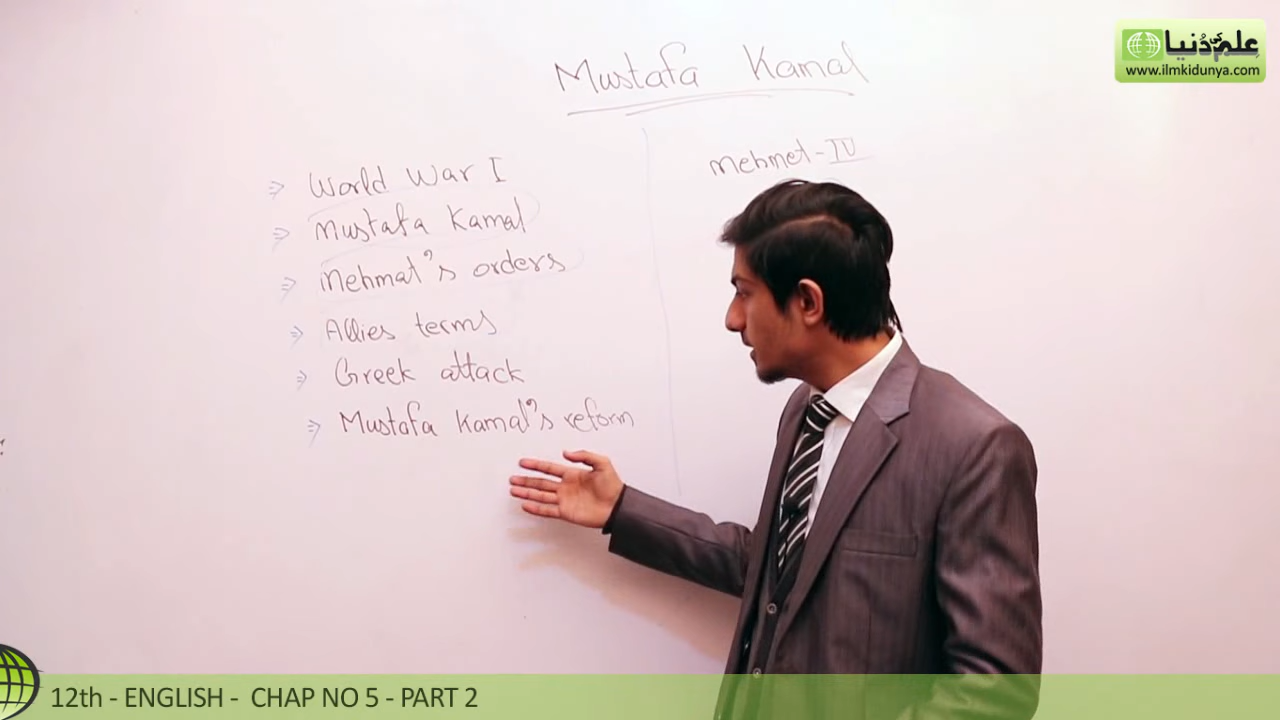 علم کی دُنیا
www.ilmkidunya.com
Mustafa Kamal
Mehmet-IV
⇒ World War I
⇒ Mustafa Kamal
⇒ Mehmat's orders
⇒ Allies terms
⇒ Greek attack
⇒ Mustafa Kamal's reform
12th - ENGLISH - CHAP NO 5 - PART 2